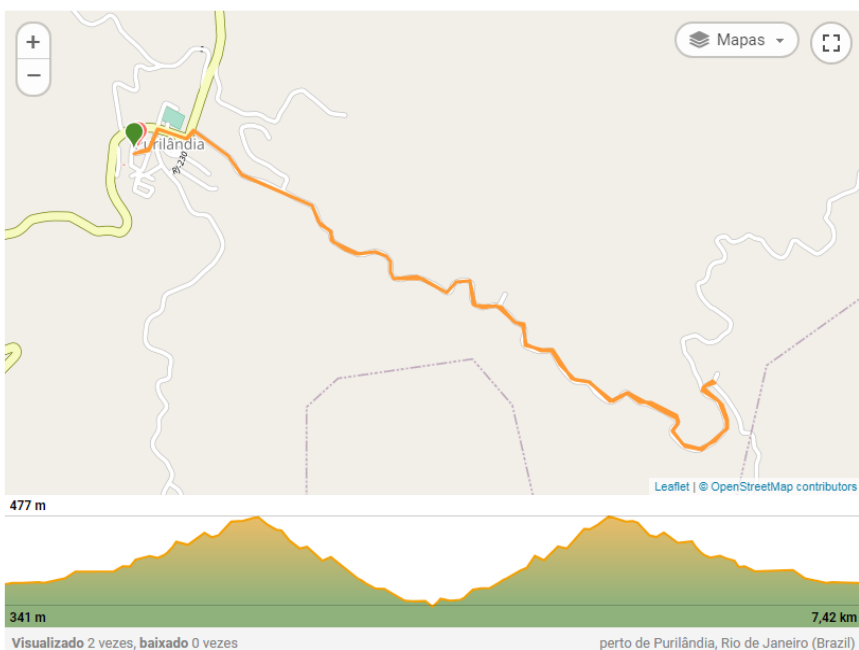 +
Mapas
−
Purilândia
RJ-230
Leaflet | © OpenStreetMap contributors
477 m
341 m
7,42 km
Visualizado 2 vezes, baixado 0 vezes
perto de Purilândia, Rio de Janeiro (Brazil)